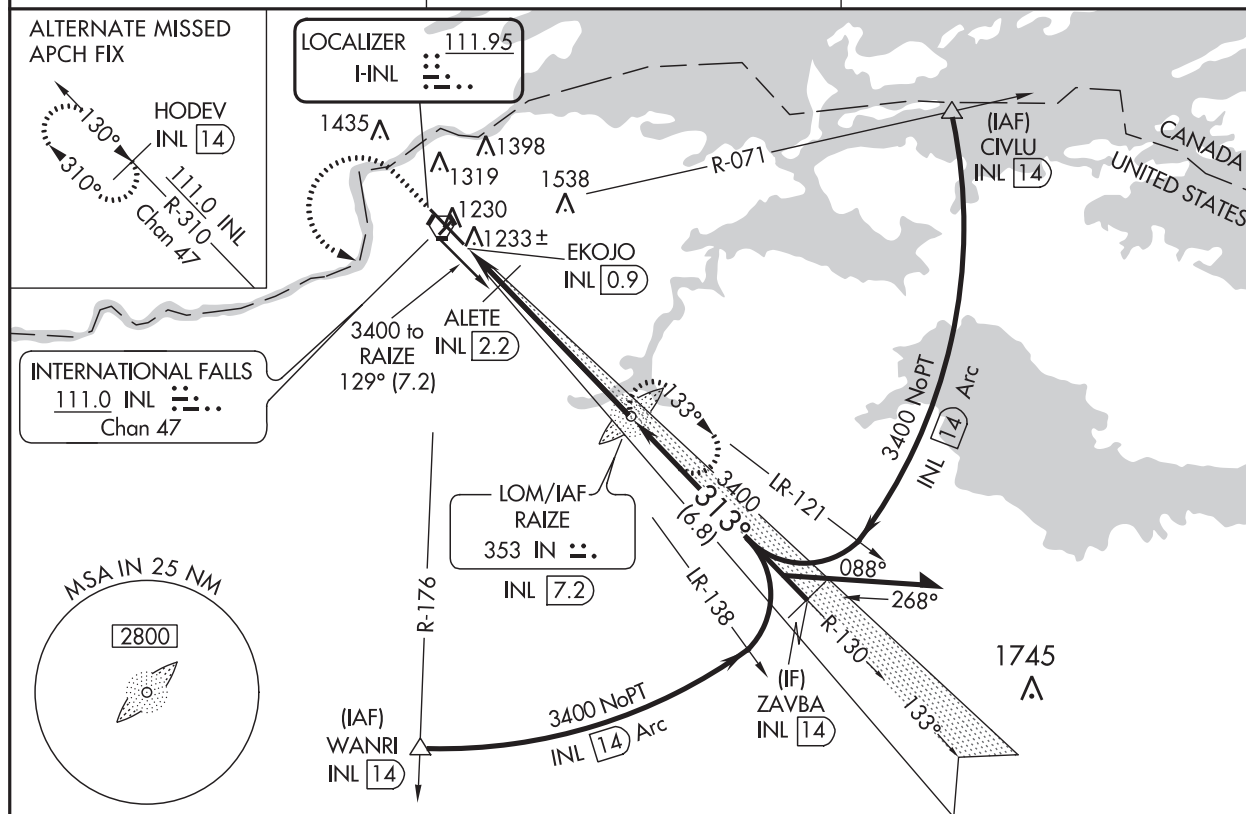 ALTERNATE MISSED
APCH FIX
HODEV
INL 14
130°
310°
111.0 INL
R-310
Chan 47
LOCALIZER 111.95
I-INL
1435
1398
1319
1538
1230
1233±
R-071
(IAF)
CIVLU
INL 14
CANADA
UNITED STATES
EKOJO
INL 0.9
ALETE
INL 2.2
3400 to
RAIZE
129° (7.2)
INTERNATIONAL FALLS
111.0 INL
Chan 47
3400 NoPT
INL 14 Arc
133°
LR-121
3400
313°
(6.8)
LOM/IAF
RAIZE
353 IN
INL 7.2
088°
268°
LR-138
R-176
MSA IN 25 NM
2800
R-130
133°
1745
(IF)
ZAVBA
INL 14
(IAF)
WANRI
INL 14
3400 NoPT
INL 14 Arc